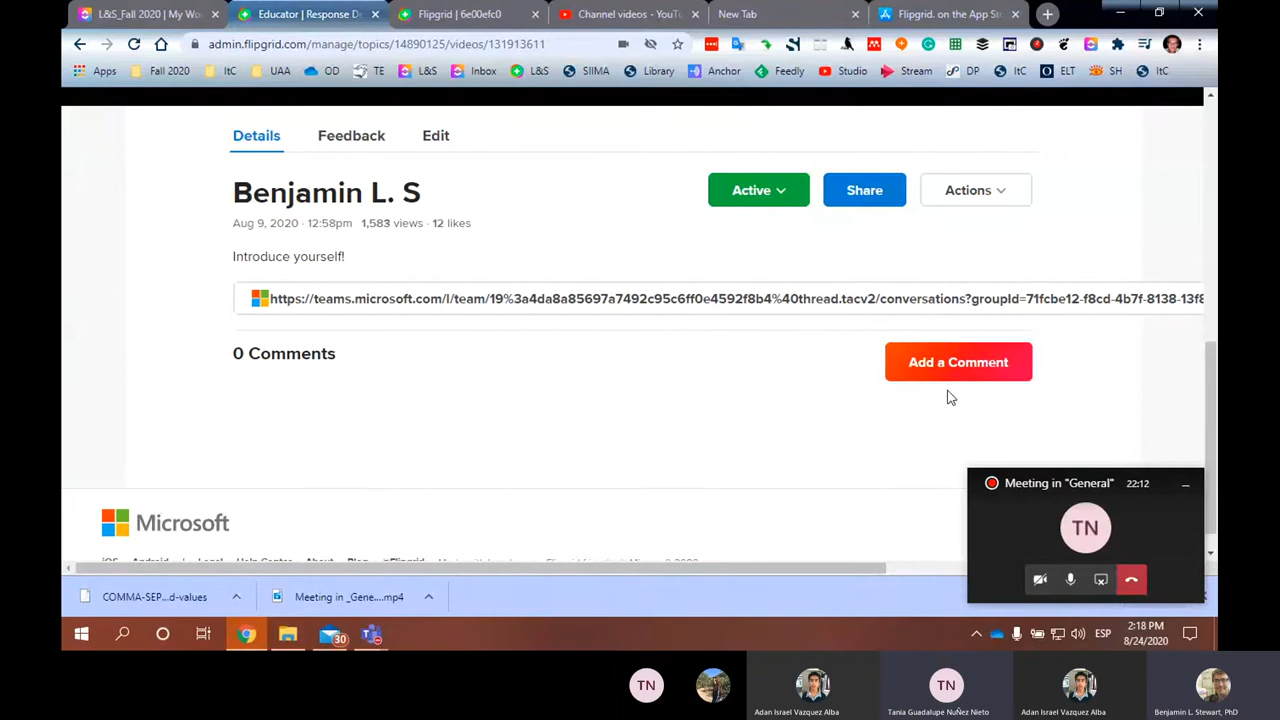 L&S_Fall 2020 | My Wo
Educator | Response De
Flipgrid | 6e00efc0
Channel videos - YouTu
New Tab
Flipgrid. on the App St
admin.flipgrid.com/manage/topics/14890125/videos/131913611
Apps
Fall 2020
ItC
UAA
OD
TE
L&S
Inbox
L&S
SIIMA
Library
Anchor
Feedly
Studio
Stream
DP
ItC
ELT
SH
ItC
Details
Feedback
Edit
Benjamin L. S
Active
Share
Actions
Aug 9, 2020 · 12:58pm 1,583 views · 12 likes
Introduce yourself!
https://teams.microsoft.com/l/team/19%3a4da8a85697a7492c95c6ff0e4592f8b4%40thread.tacv2/conversations?groupId=71fcbe12-f8cd-4b7f-8138-13f8
0 Comments
Add a Comment
Meeting in "General"
22:12
TN
Microsoft
COMMA-SEP...d-values
Meeting in _Gene....mp4
30
ESP
2:18 PM
8/24/2020
TN
TN
Adan Israel Vazquez Alba
Tania Guadalupe NuÑez Nieto
Adan Israel Vazquez Alba
Benjamin L. Stewart, PhD